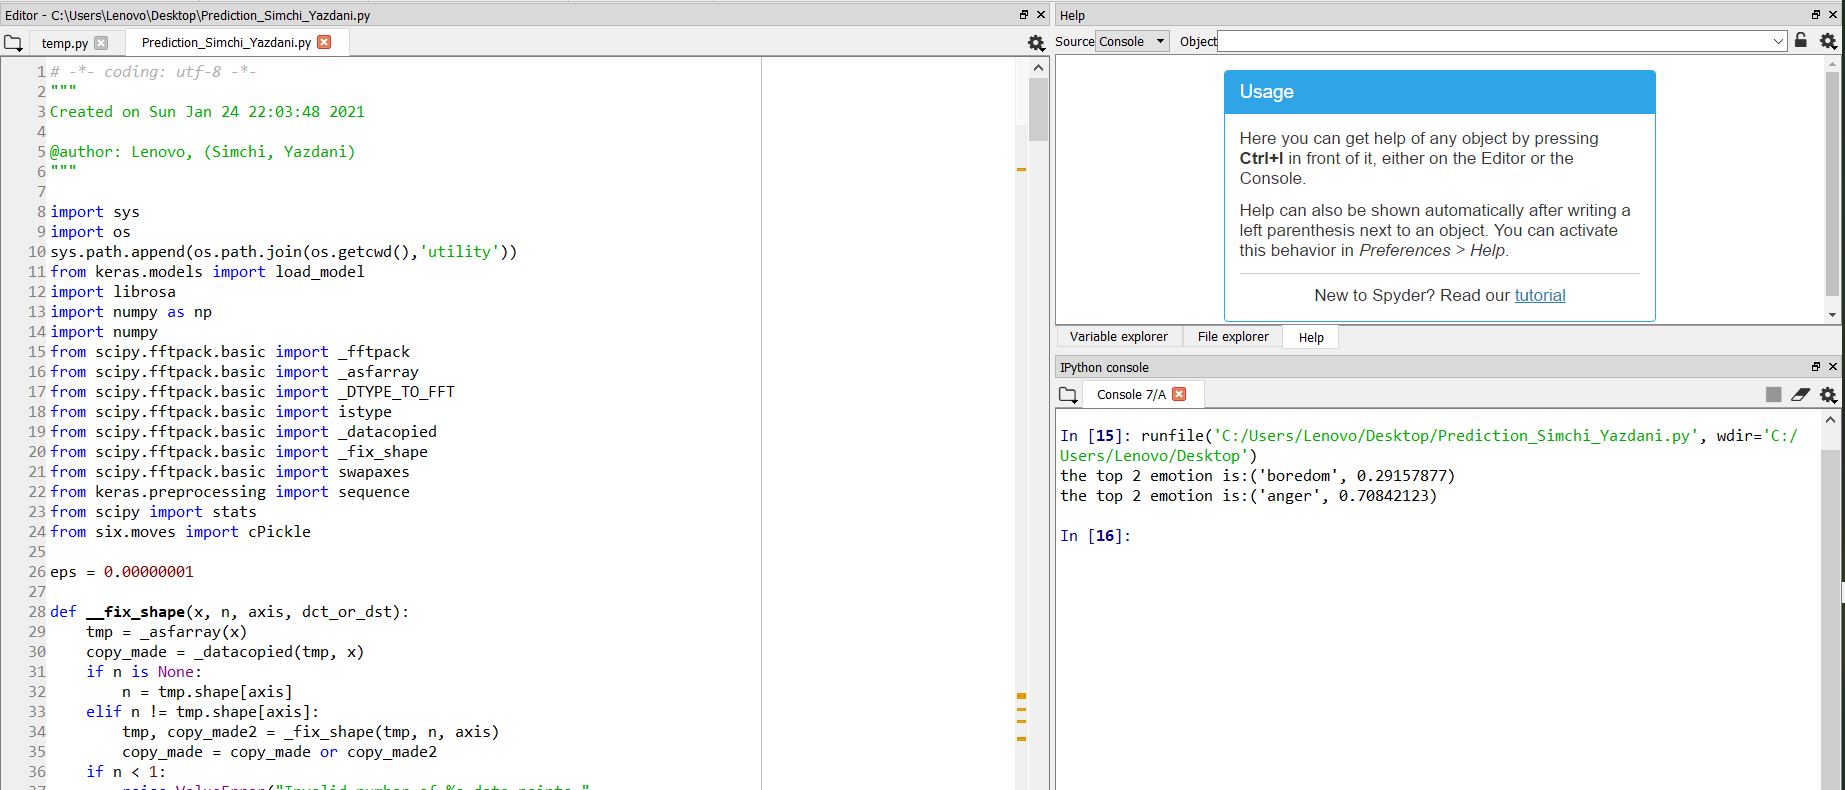 Editor - C:\Users\Lenovo\Desktop\Prediction_Simchi_Yazdani.py
temp.py
Prediction_Simchi_Yazdani.py
1 # -*- coding: utf-8 -*-
2 """
3 Created on Sun Jan 24 22:03:48 2021
4
5 @author: Lenovo, (Simchi, Yazdani)
6 """
7
8 import sys
9 import os
10 sys.path.append(os.path.join(os.getcwd(),'utility'))
11 from keras.models import load_model
12 import librosa
13 import numpy as np
14 import numpy
15 from scipy.fftpack.basic import _fftpack
16 from scipy.fftpack.basic import _asfarray
17 from scipy.fftpack.basic import _DTYPE_TO_FFT
18 from scipy.fftpack.basic import istype
19 from scipy.fftpack.basic import _datacopied
20 from scipy.fftpack.basic import _fix_shape
21 from scipy.fftpack.basic import swapaxes
22 from keras.preprocessing import sequence
23 from scipy import stats
24 from six.moves import cPickle
25
26 eps = 0.00000001
27
28 def __fix_shape(x, n, axis, dct_or_dst):
29     tmp = _asfarray(x)
30     copy_made = _datacopied(tmp, x)
31     if n is None:
32         n = tmp.shape[axis]
33     elif n != tmp.shape[axis]:
34         tmp, copy_made2 = _fix_shape(tmp, n, axis)
35         copy_made = copy_made or copy_made2
36     if n < 1:
37         raise ValueError("Invalid number of %s data points "
Help
Source Console Object
Usage
Here you can get help of any object by pressing
Ctrl+I in front of it, either on the Editor or the
Console.
Help can also be shown automatically after writing a
left parenthesis next to an object. You can activate
this behavior in Preferences > Help.
New to Spyder? Read our tutorial
Variable explorer File explorer Help
IPython console
Console 7/A
In [15]: runfile('C:/Users/Lenovo/Desktop/Prediction_Simchi_Yazdani.py', wdir='C:/
Users/Lenovo/Desktop')
the top 2 emotion is:('boredom', 0.29157877)
the top 2 emotion is:('anger', 0.70842123)
In [16]: